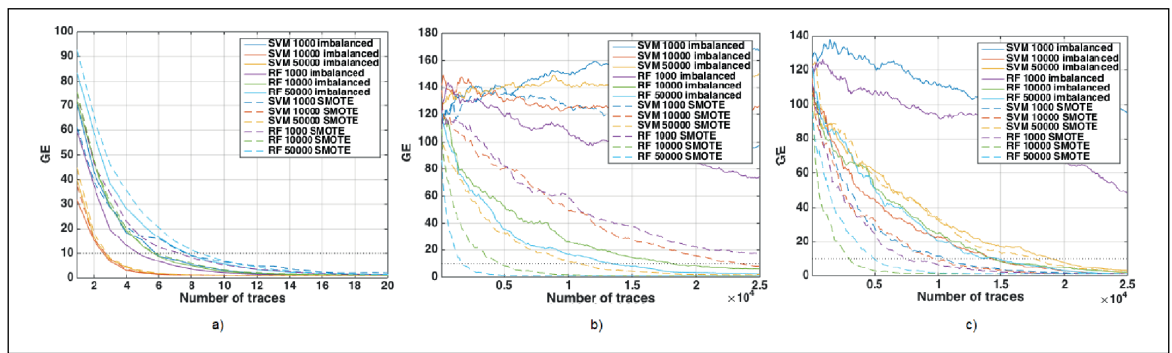 100
90
80
70
60
50
40
30
20
10
0
GE
2
4
6
8
10
12
14
16
18
20
Number of traces
SVM 1000 imbalanced
SVM 10000 imbalanced
SVM 50000 imbalanced
RF 1000 imbalanced
RF 10000 imbalanced
RF 50000 imbalanced
SVM 1000 SMOTE
SVM 10000 SMOTE
SVM 50000 SMOTE
RF 1000 SMOTE
RF 10000 SMOTE
RF 50000 SMOTE
a)
180
160
140
120
100
80
60
40
20
0
GE
0.5
1
1.5
2
2.5
×10⁴
Number of traces
SVM 1000 imbalanced
SVM 10000 imbalanced
SVM 50000 imbalanced
RF 1000 imbalanced
RF 10000 imbalanced
RF 50000 imbalanced
SVM 1000 SMOTE
SVM 10000 SMOTE
SVM 50000 SMOTE
RF 1000 SMOTE
RF 10000 SMOTE
RF 50000 SMOTE
b)
140
120
100
80
60
40
20
0
GE
0.5
1
1.5
2
2.5
×10⁴
Number of traces
SVM 1000 imbalanced
SVM 10000 imbalanced
SVM 50000 imbalanced
RF 1000 imbalanced
RF 10000 imbalanced
RF 50000 imbalanced
SVM 1000 SMOTE
SVM 10000 SMOTE
SVM 50000 SMOTE
RF 1000 SMOTE
RF 10000 SMOTE
RF 50000 SMOTE
c)